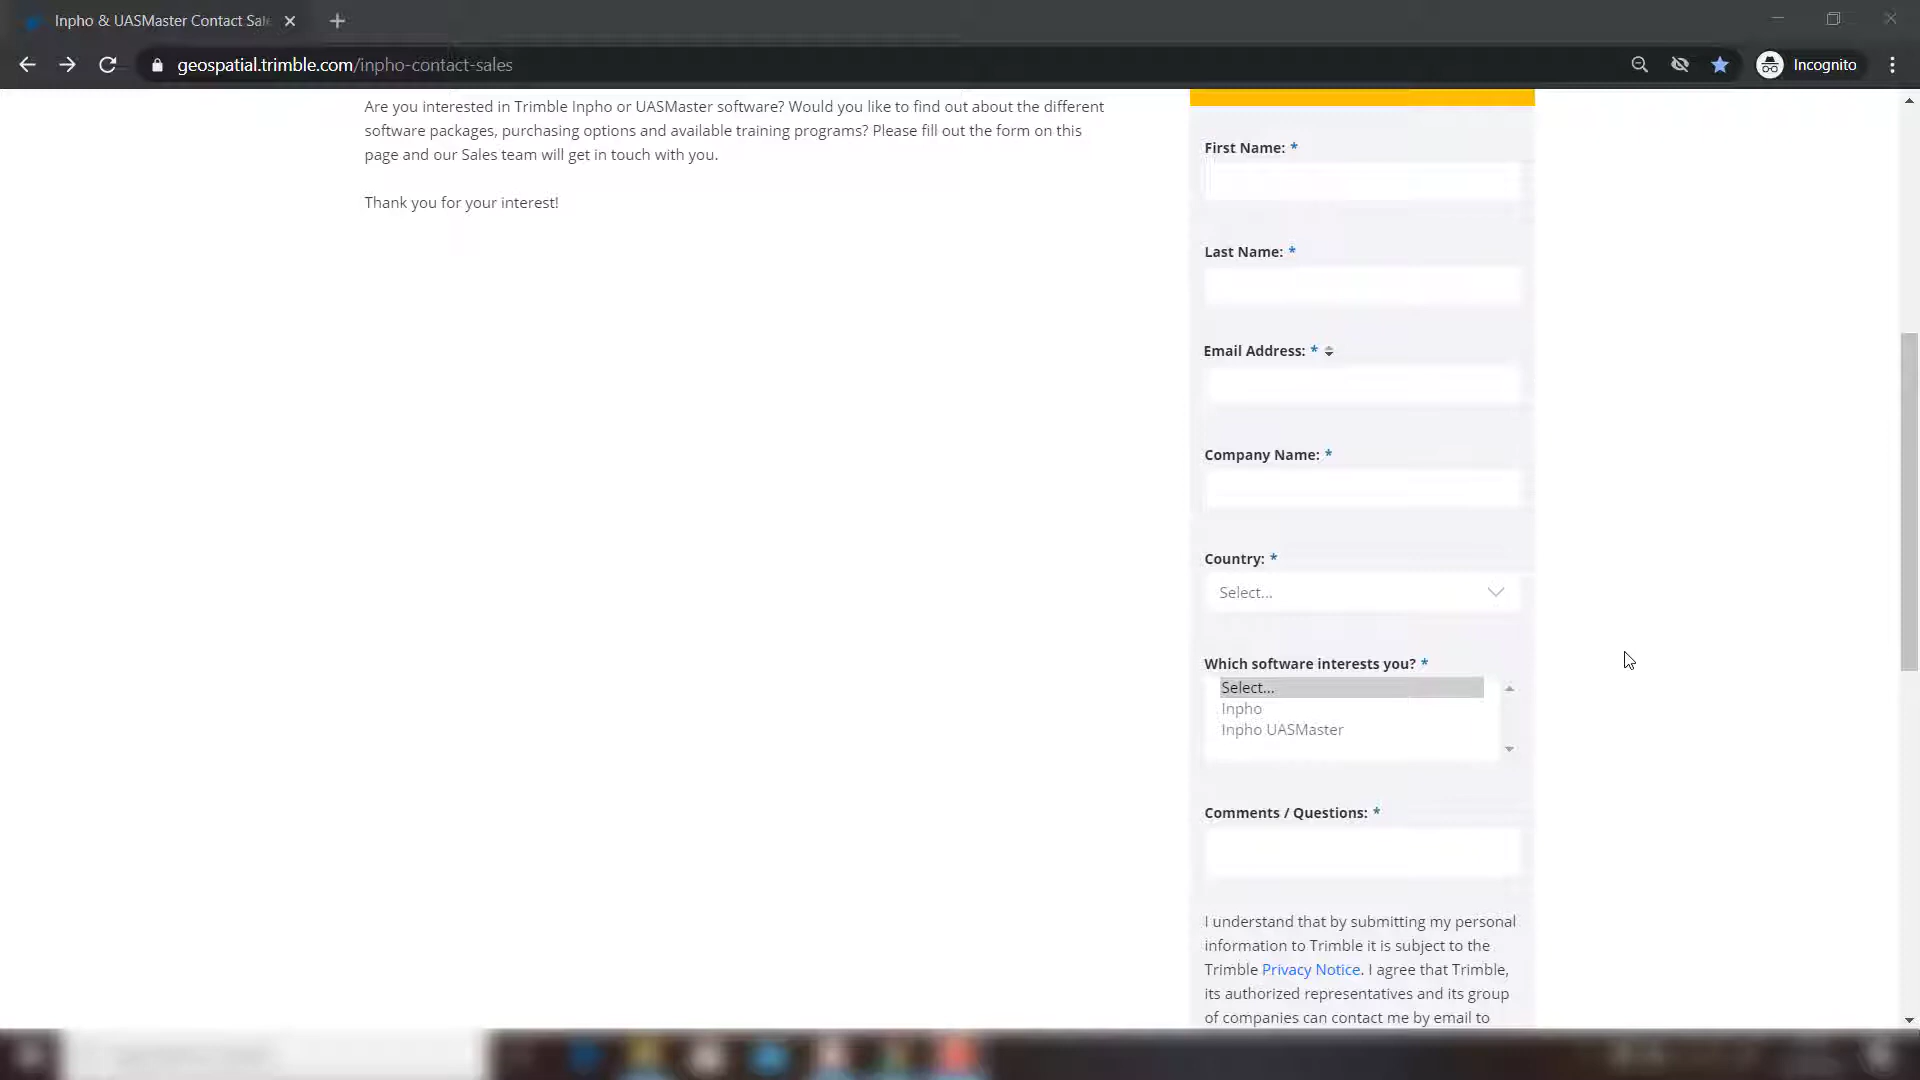 Inpho & UASMaster Contact Sale
geospatial.trimble.com/inpho-contact-sales
Incognito
Are you interested in Trimble Inpho or UASMaster software? Would you like to find out about the different
software packages, purchasing options and available training programs? Please fill out the form on this
page and our Sales team will get in touch with you.
Thank you for your interest!
First Name: *
Last Name: *
Email Address: *
Company Name: *
Country: *
Select...
Which software interests you? *
Select...
Inpho
Inpho UASMaster
Comments / Questions: *
I understand that by submitting my personal
information to Trimble it is subject to the
Trimble Privacy Notice. I agree that Trimble,
its authorized representatives and its group
of companies can contact me by email to